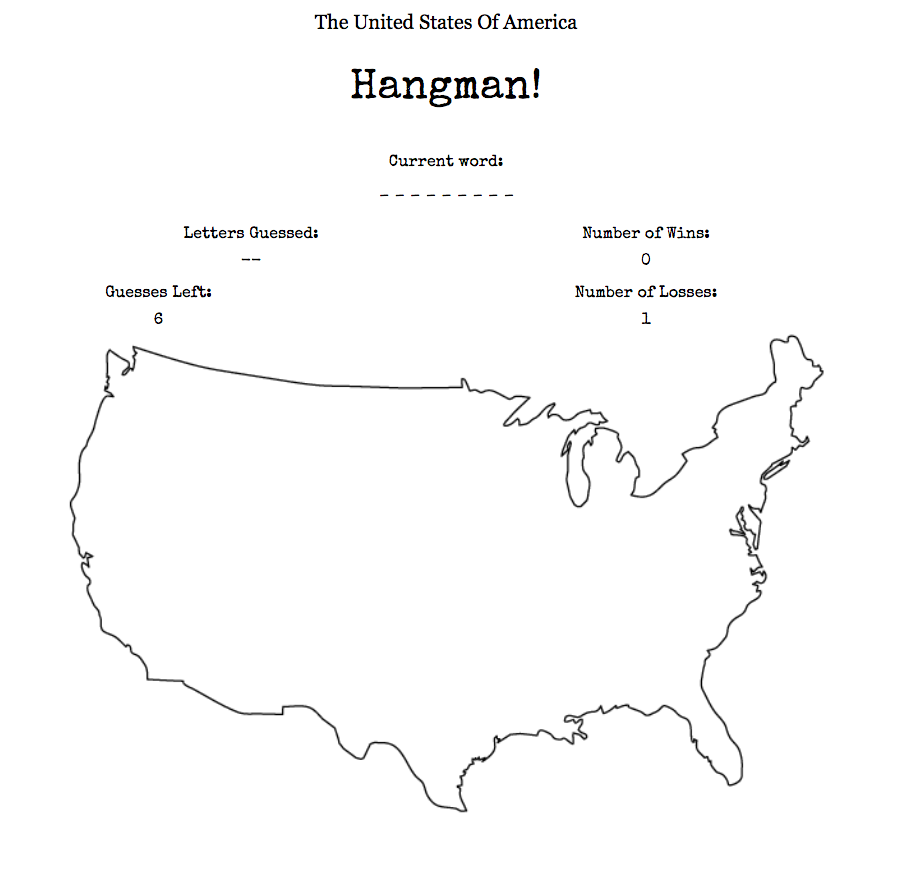 The United States Of America
Hangman!
Current word:
_ _ _ _ _ _ _ _ _
Letters Guessed:
--
Number of Wins:
0
Guesses Left:
6
Number of Losses:
1